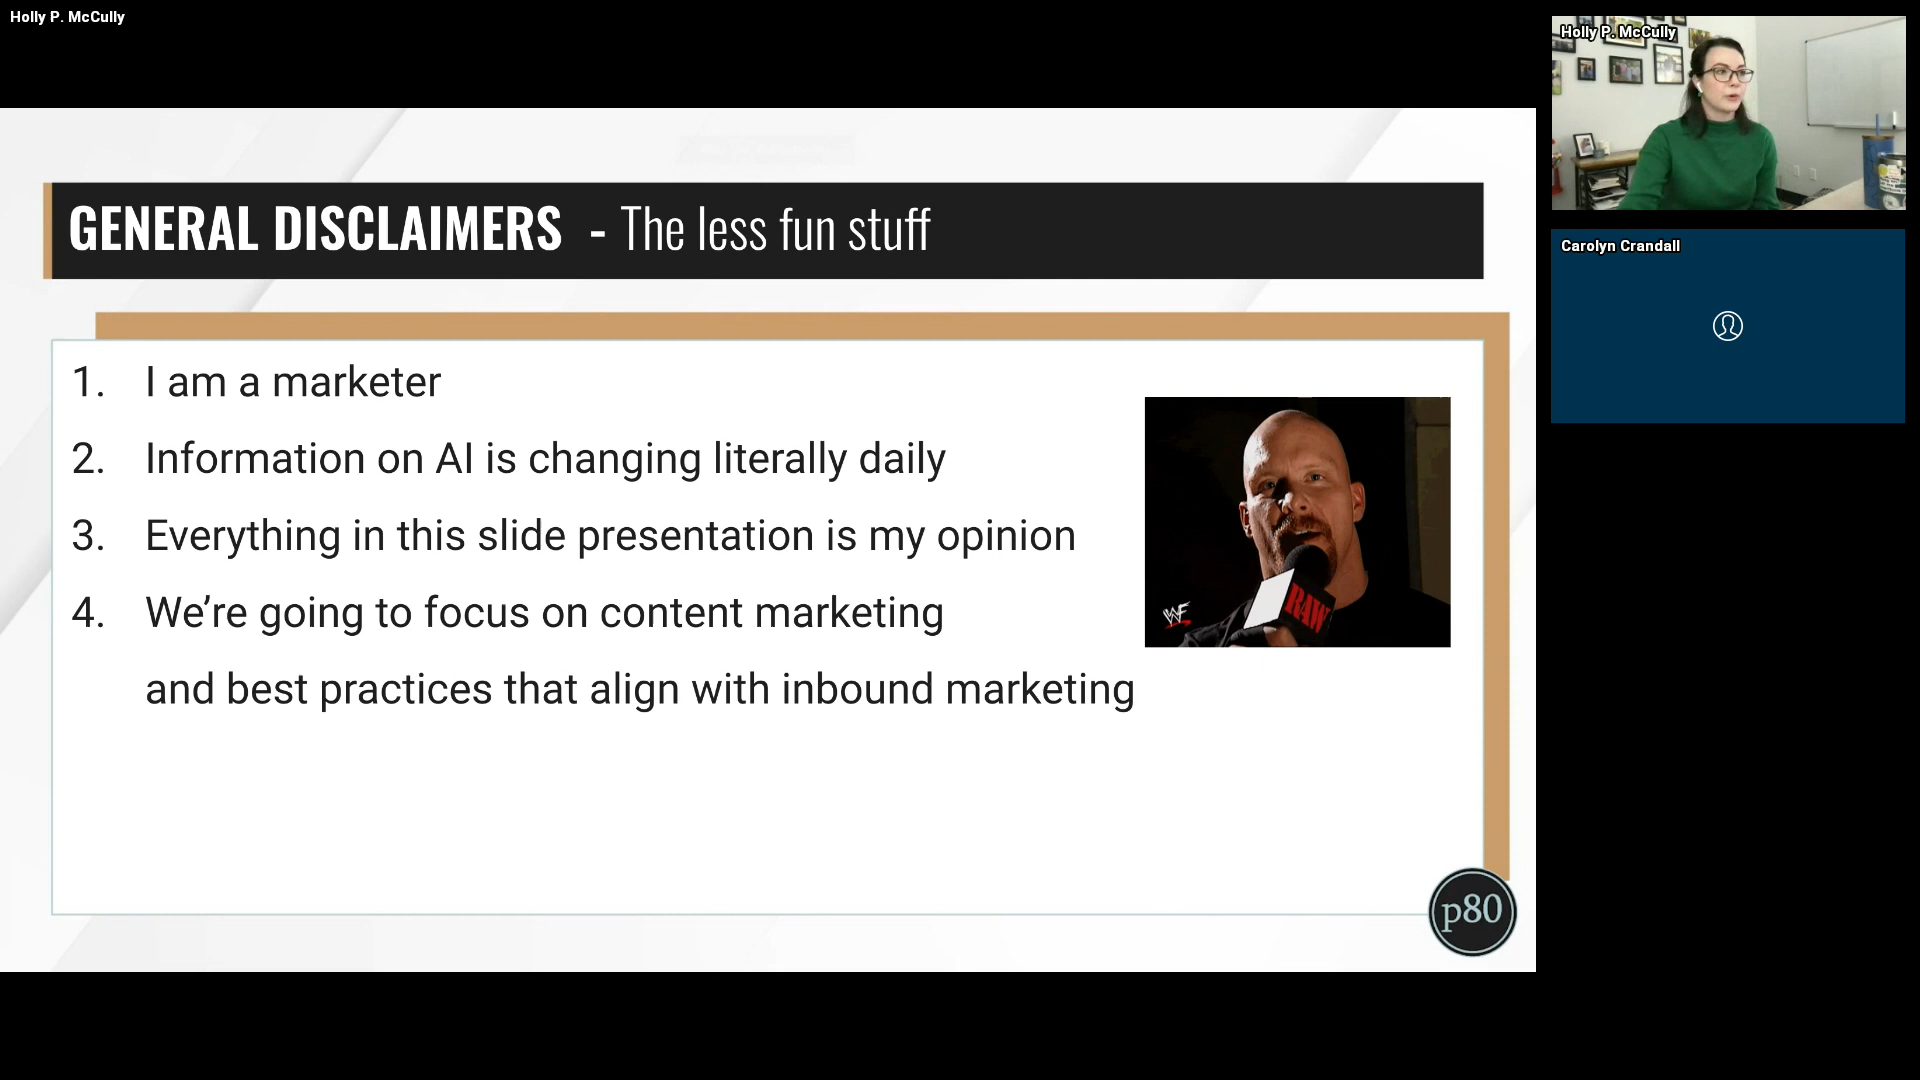 Holly P. McCully
GENERAL DISCLAIMERS - The less fun stuff
1. I am a marketer
2. Information on AI is changing literally daily
3. Everything in this slide presentation is my opinion
4. We’re going to focus on content marketing
and best practices that align with inbound marketing
WF
RAW
p80
Holly P. McCully
Carolyn Crandall